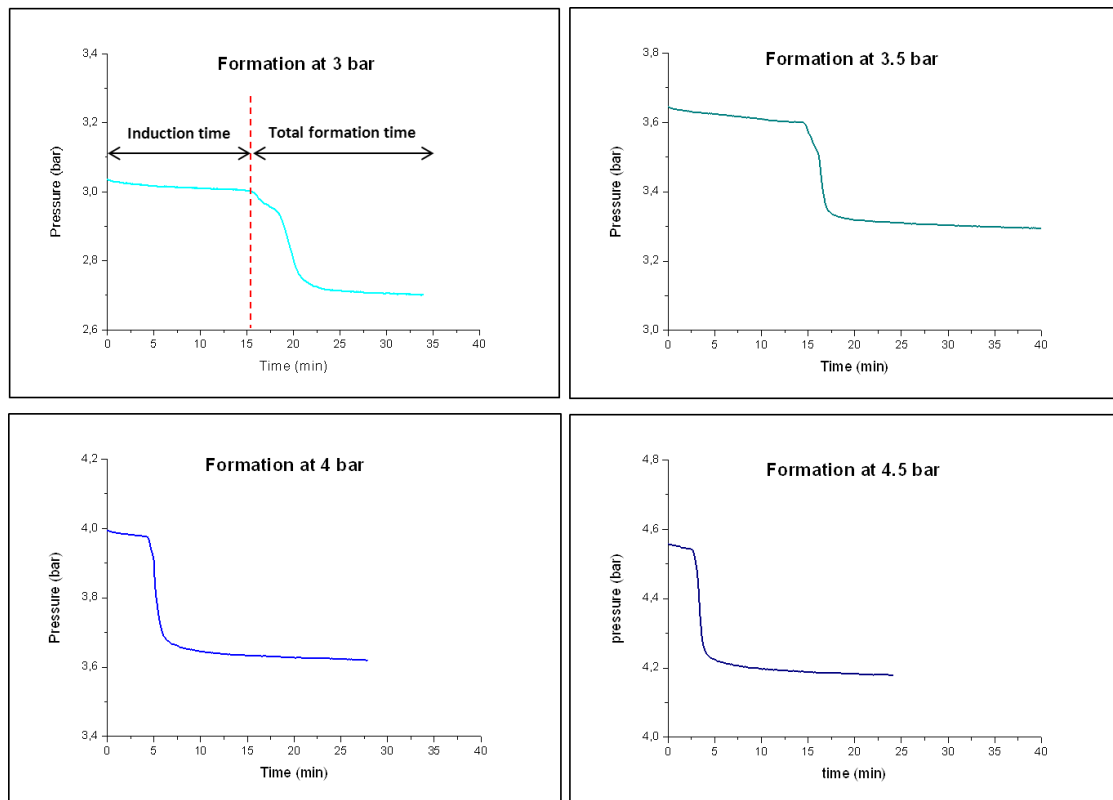 Formation at 3 bar
Induction time
Total formation time
Pressure (bar)
3,4
3,2
3,0
2,8
2,6
0 5 10 15 20 25 30 35 40
Time (min)
Formation at 3.5 bar
Pressure (bar)
3,8
3,6
3,4
3,2
3,0
0 5 10 15 20 25 30 35 40
Time (min)
Formation at 4 bar
Pressure (bar)
4,2
4,0
3,8
3,6
3,4
0 5 10 15 20 25 30 35 40
Time (min)
Formation at 4.5 bar
pressure (bar)
4,8
4,6
4,4
4,2
4,0
0 5 10 15 20 25 30 35 40
time (min)